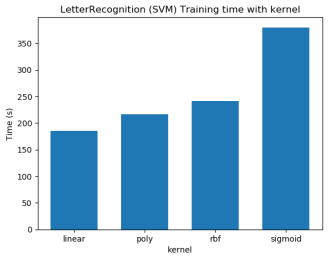 LetterRecognition (SVM) Training time with kernel
350
300
250
200
150
100
50
0
Time (s)
linear poly rbf sigmoid
kernel